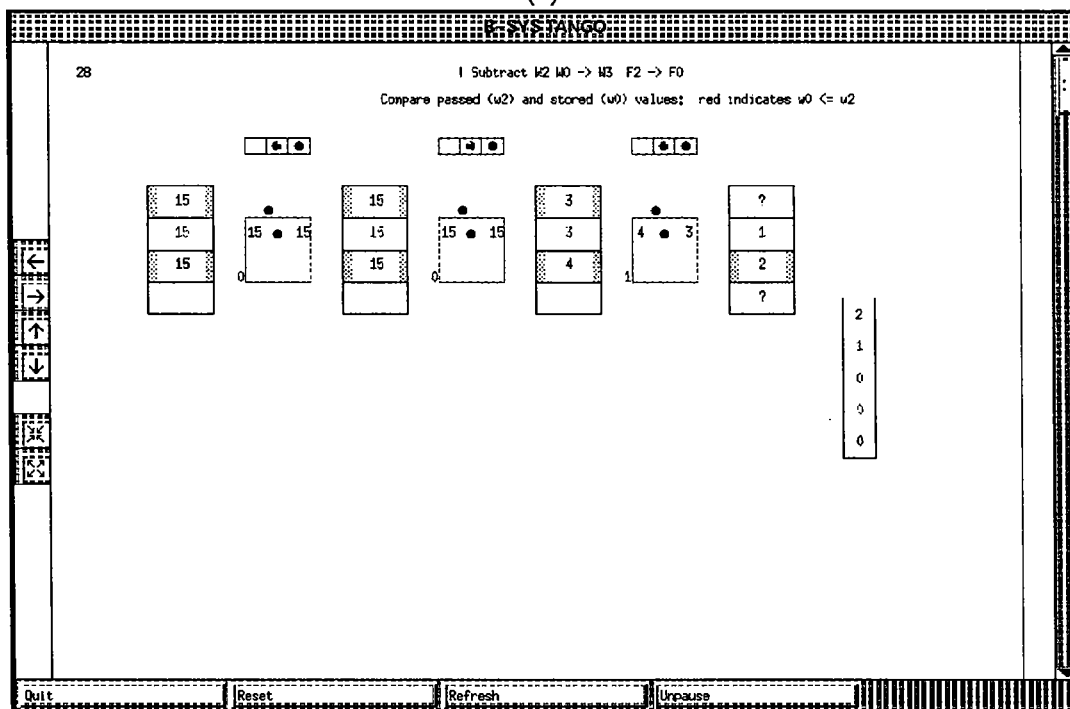 B-SYS TANGO
28
| Subtract W2 W0 -> W3 F2 -> F0
Compare passed (w2) and stored (w0) values; red indicates w0 <= w2
15 15 3 ?
15 15 15 15 15 15 3 4 3 1
15 0 15 0 4 1 2
?
2
1
0
0
0
Quit Reset Refresh Unpause